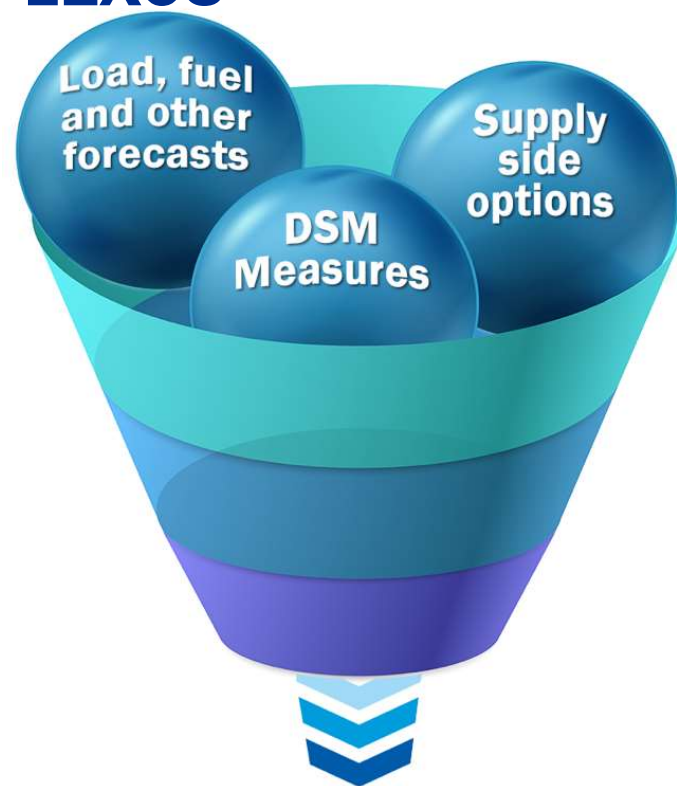 Load, fuel
and other
forecasts
Supply
side
options
DSM
Measures